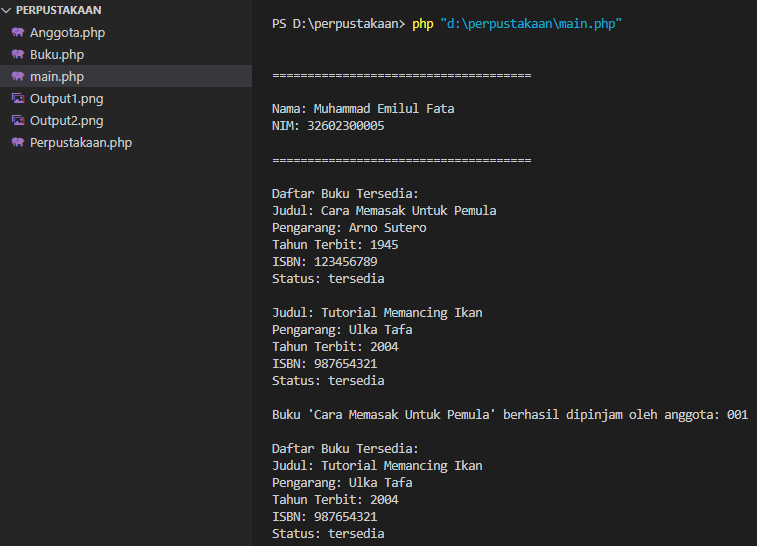 PERPUSTAKAAN
Anggota.php
Buku.php
main.php
Output1.png
Output2.png
Perpustakaan.php
PS D:\perpustakaan> php "d:\perpustakaan\main.php"
=====================================
Nama: Muhammad Emilul Fata
NIM: 32602300005
=====================================
Daftar Buku Tersedia:
Judul: Cara Memasak Untuk Pemula
Pengarang: Arno Sutero
Tahun Terbit: 1945
ISBN: 123456789
Status: tersedia
Judul: Tutorial Memancing Ikan
Pengarang: Ulka Tafa
Tahun Terbit: 2004
ISBN: 987654321
Status: tersedia
Buku 'Cara Memasak Untuk Pemula' berhasil dipinjam oleh anggota: 001
Daftar Buku Tersedia:
Judul: Tutorial Memancing Ikan
Pengarang: Ulka Tafa
Tahun Terbit: 2004
ISBN: 987654321
Status: tersedia